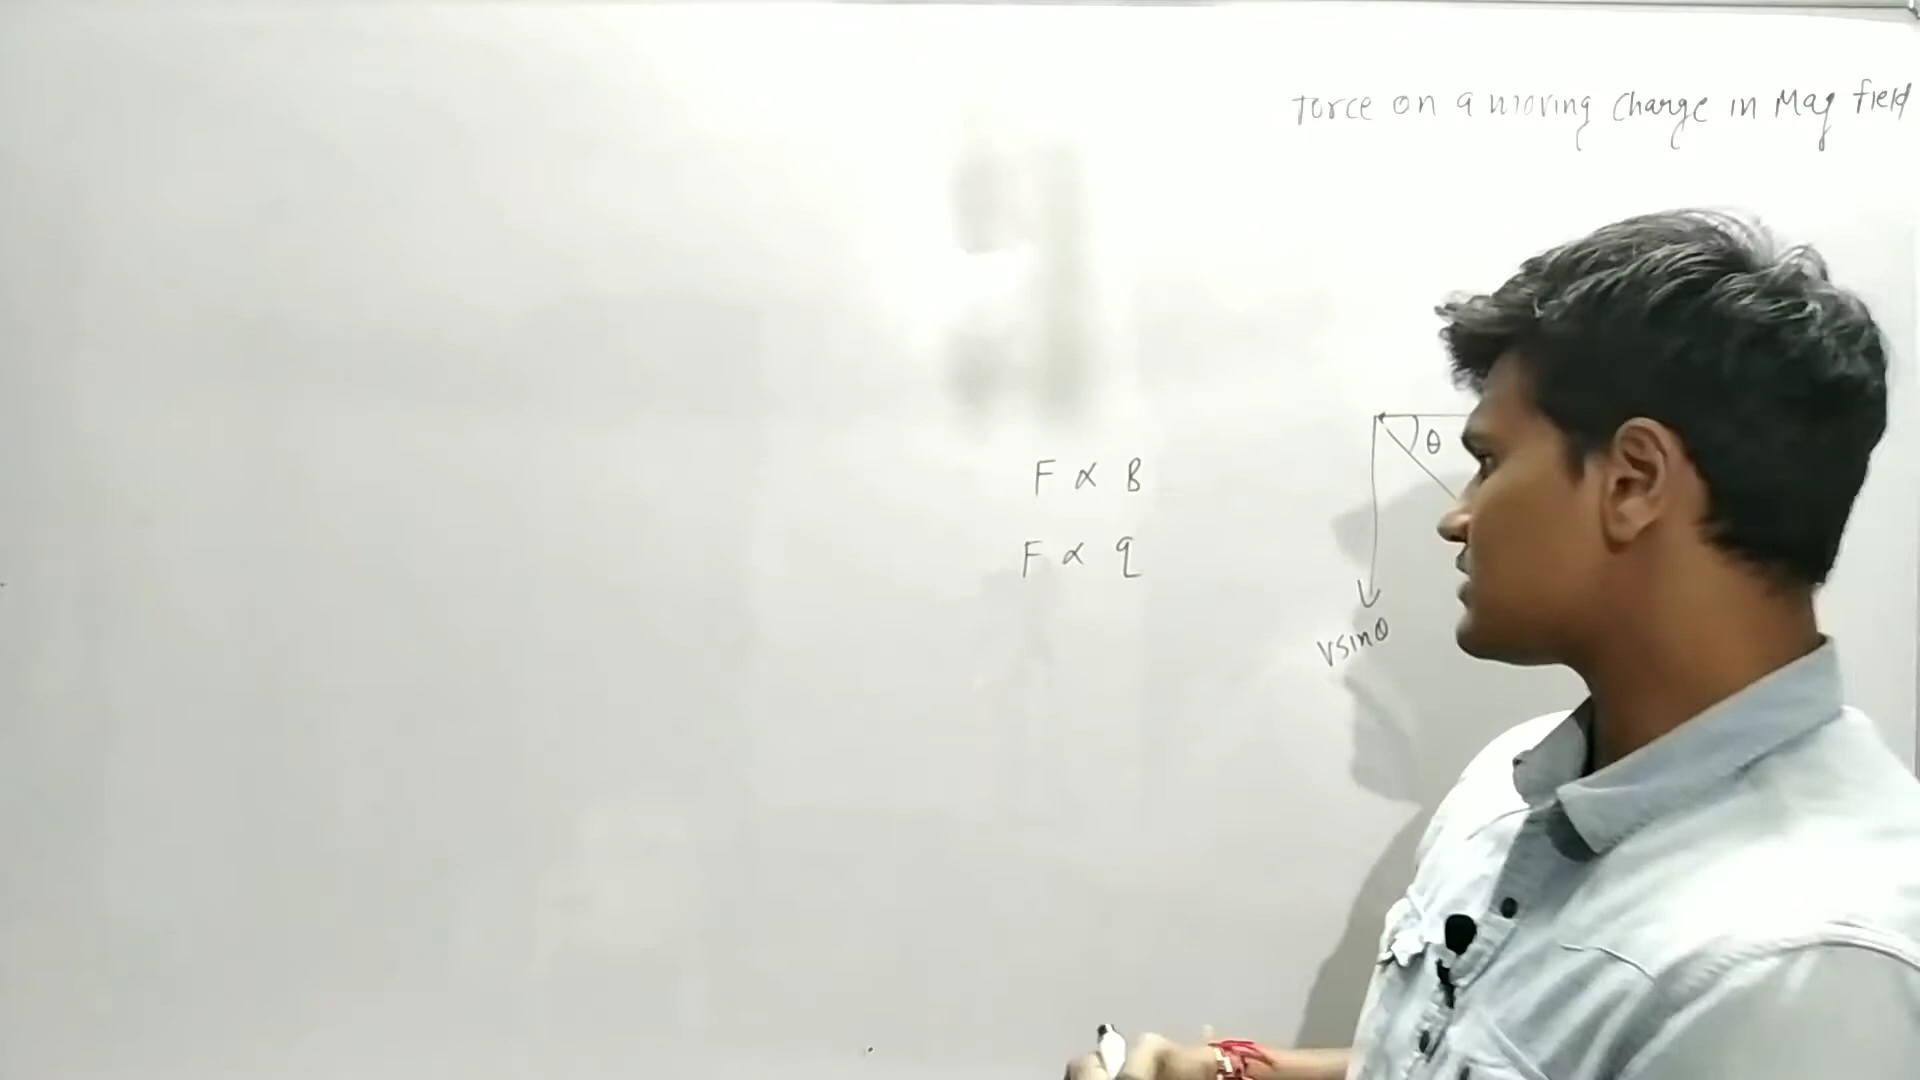 Force on a moving charge in Mag field
θ
F ∝ B
F ∝ q
vsinθ